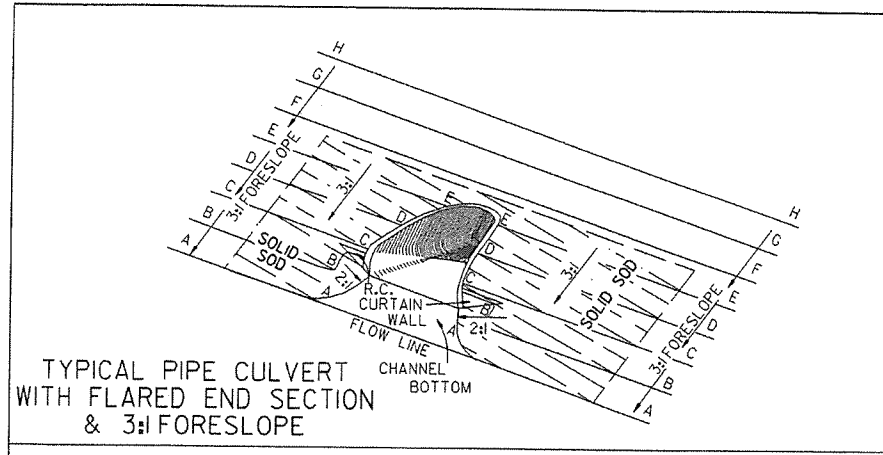 H
G
F
E
D
C
B
A
3:1 FORESLOPE
3:1
SOLID
SOD
B
2:1
A
C
D
E
E
D
C
B
A
R.C.
CURTAIN
WALL
2:1
FLOW LINE
CHANNEL
BOTTOM
3:1
SOLID SOD
H
G
F
E
D
C
B
A
3:1 FORESLOPE
TYPICAL PIPE CULVERT
WITH FLARED END SECTION
& 3:1 FORESLOPE